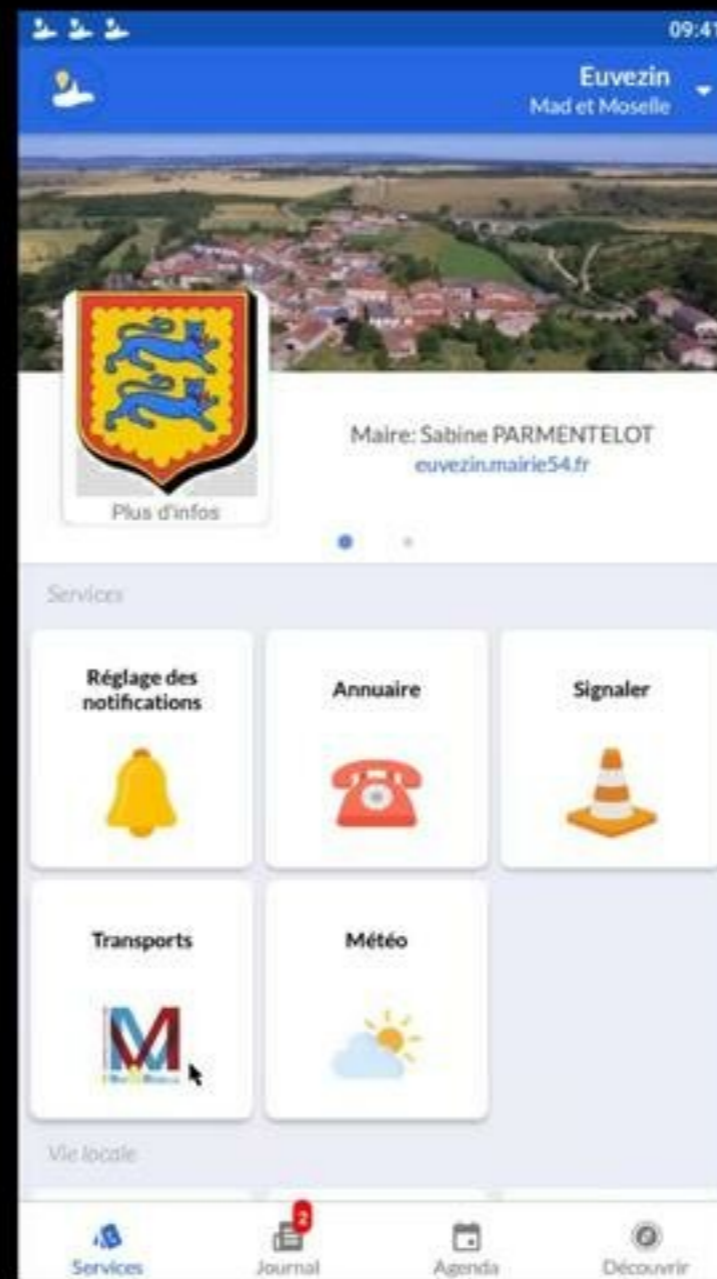 09:41
Euvezin
Mad et Moselle
Maire: Sabine PARMENTELOT
euvezin.mairie54.fr
Plus d'infos
Services
Réglage des
notifications
Annuaire
Signaler
Transports
Météo
M
Vie locale
2
Services
Journal
Agenda
Découvrir